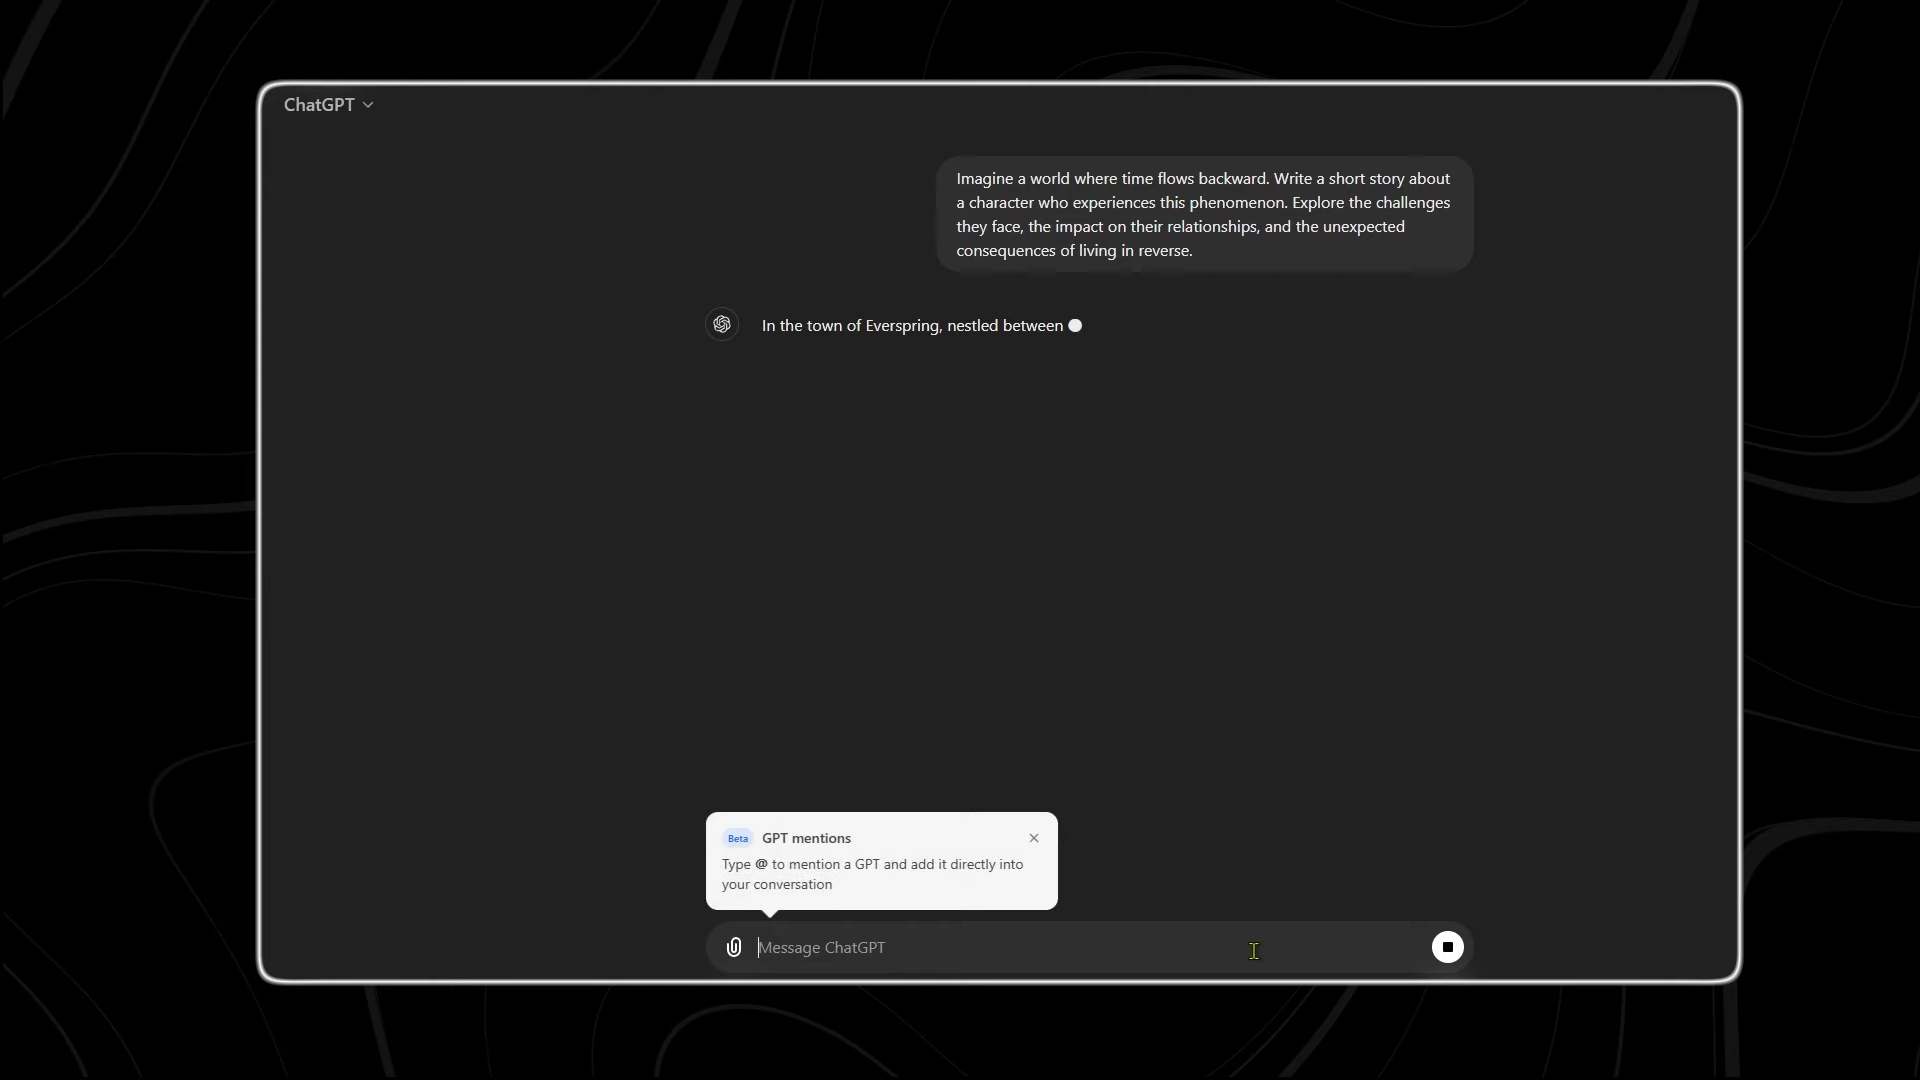 ChatGPT
Imagine a world where time flows backward. Write a short story about
a character who experiences this phenomenon. Explore the challenges
they face, the impact on their relationships, and the unexpected
consequences of living in reverse.
In the town of Everspring, nestled between
Beta GPT mentions
Type @ to mention a GPT and add it directly into
your conversation
Message ChatGPT